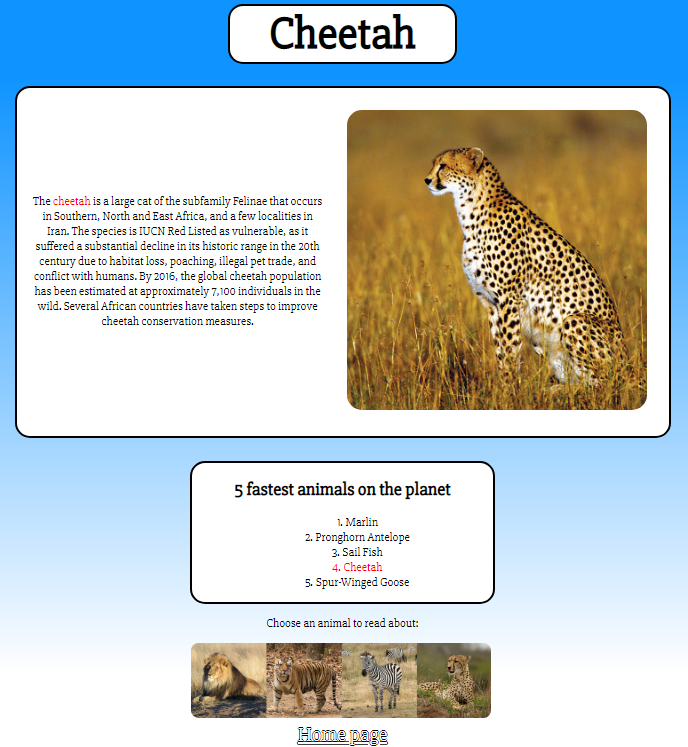 Cheetah
The cheetah is a large cat of the subfamily Felinae that occurs
in Southern, North and East Africa, and a few localities in
Iran. The species is IUCN Red Listed as vulnerable, as it
suffered a substantial decline in its historic range in the 20th
century due to habitat loss, poaching, illegal pet trade, and
conflict with humans. By 2016, the global cheetah population
has been estimated at approximately 7,100 individuals in the
wild. Several African countries have taken steps to improve
cheetah conservation measures.
5 fastest animals on the planet
1. Marlin
2. Pronghorn Antelope
3. Sail Fish
4. Cheetah
5. Spur-Winged Goose
Choose an animal to read about:
Home page